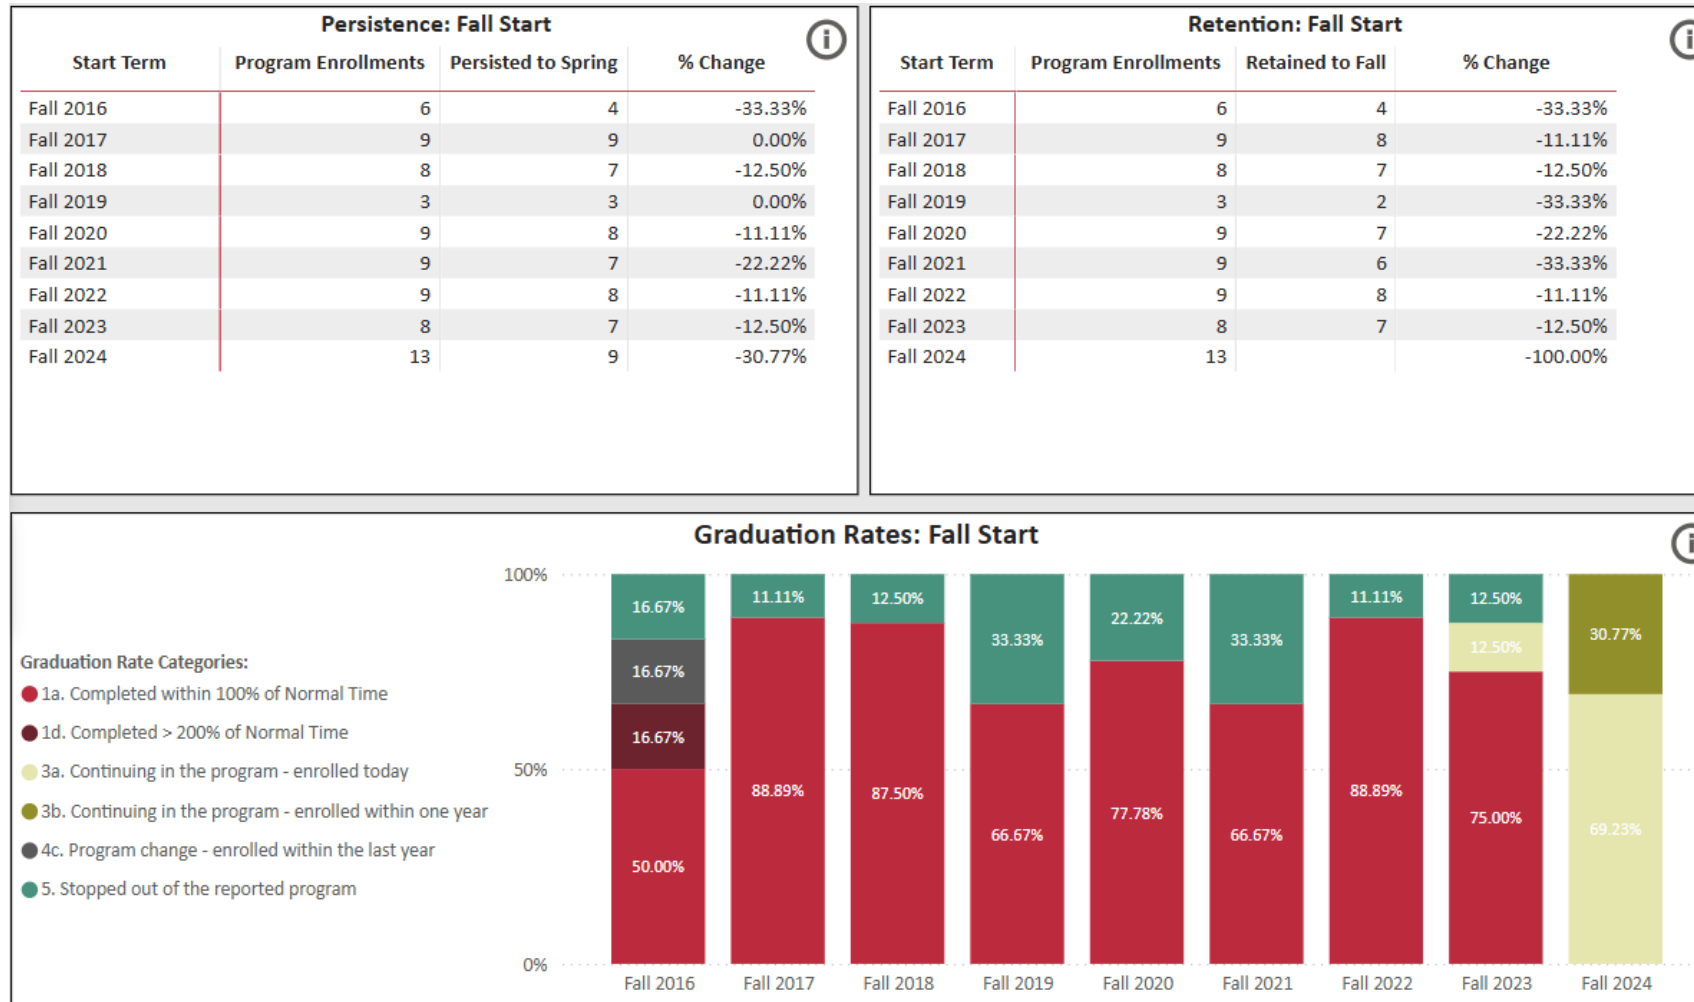 Persistence: Fall Start
i
Start Term Program Enrollments Persisted to Spring % Change
Fall 2016 6 4 -33.33%
Fall 2017 9 9 0.00%
Fall 2018 8 7 -12.50%
Fall 2019 3 3 0.00%
Fall 2020 9 8 -11.11%
Fall 2021 9 7 -22.22%
Fall 2022 9 8 -11.11%
Fall 2023 8 7 -12.50%
Fall 2024 13 9 -30.77%
Retention: Fall Start
i
Start Term Program Enrollments Retained to Fall % Change
Fall 2016 6 4 -33.33%
Fall 2017 9 8 -11.11%
Fall 2018 8 7 -12.50%
Fall 2019 3 2 -33.33%
Fall 2020 9 7 -22.22%
Fall 2021 9 6 -33.33%
Fall 2022 9 8 -11.11%
Fall 2023 8 7 -12.50%
Fall 2024 13 -100.00%
Graduation Rates: Fall Start
i
Graduation Rate Categories:
1a. Completed within 100% of Normal Time
1d. Completed > 200% of Normal Time
3a. Continuing in the program - enrolled today
3b. Continuing in the program - enrolled within one year
4c. Program change - enrolled within the last year
5. Stopped out of the reported program
100%
50%
0%
16.67%
16.67%
16.67%
50.00%
11.11%
88.89%
12.50%
87.50%
33.33%
66.67%
22.22%
77.78%
33.33%
66.67%
11.11%
88.89%
12.50%
12.50%
75.00%
30.77%
69.23%
Fall 2016 Fall 2017 Fall 2018 Fall 2019 Fall 2020 Fall 2021 Fall 2022 Fall 2023 Fall 2024